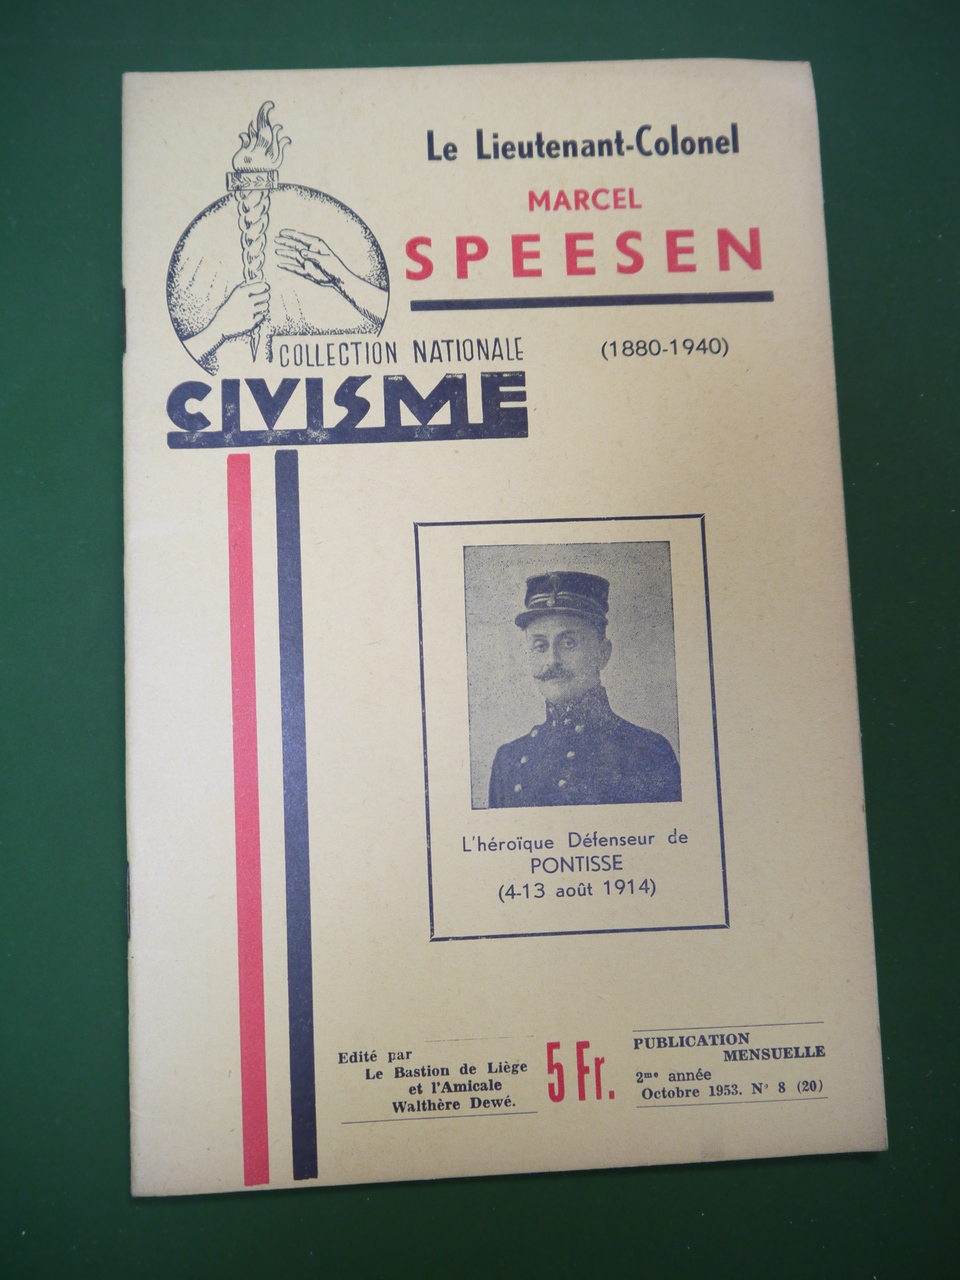 Le Lieutenant-Colonel
MARCEL
SPEESEN
(1880-1940)
COLLECTION NATIONALE
CIVISME
L'héroïque Défenseur de
PONTISSE
(4-13 août 1914)
Edité par
Le Bastion de Liège
et l'Amicale
Walthère Dewé.
5 Fr.
PUBLICATION
MENSUELLE
2me année
Octobre 1953. N° 8 (20)